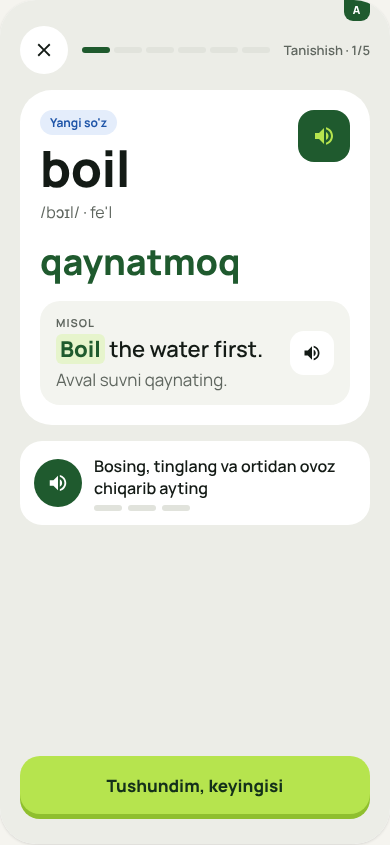 A
Tanishish · 1/5
Yangi so'z
boil
/bɔɪl/ · fe'l
qaynatmoq
MISOL
Boil the water first.
Avval suvni qaynating.
Bosing, tinglang va ortidan ovoz
chiqarib ayting
Tushundim, keyingisi